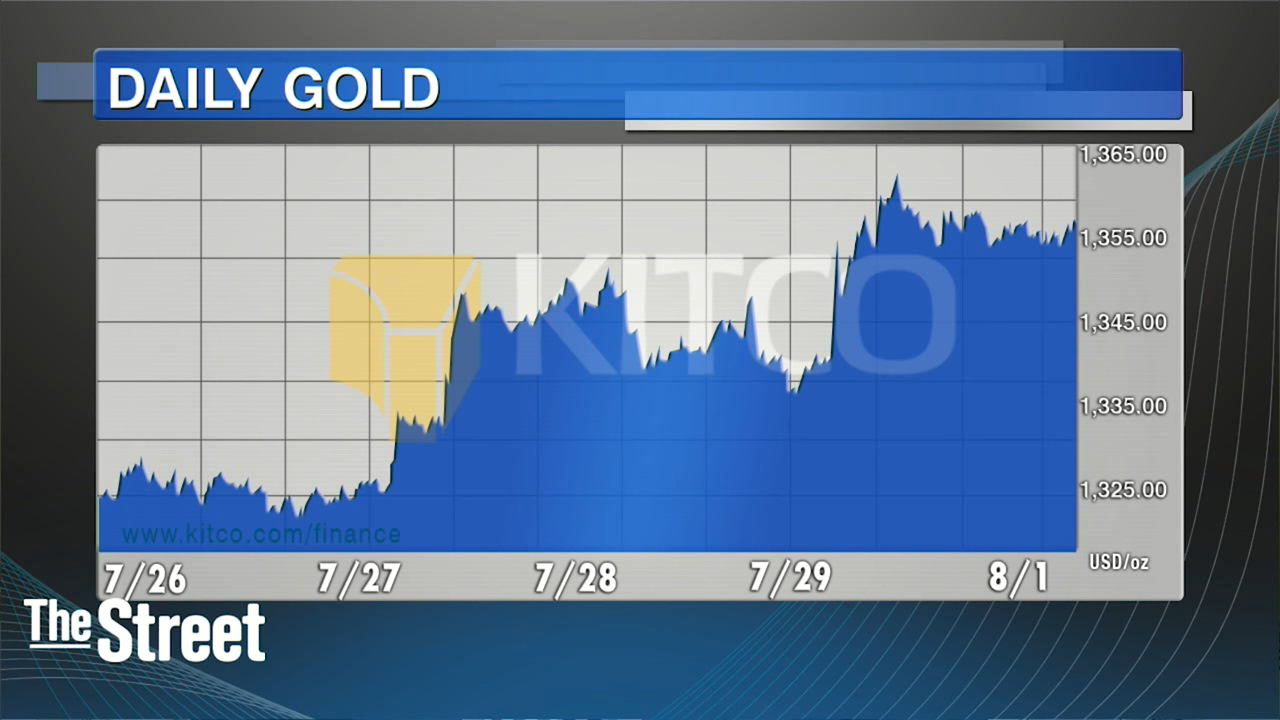 DAILY GOLD
1,365.00
1,355.00
KITCO
1,345.00
1,335.00
1,325.00
www.kitco.com/finance
USD/oz
7/26 7/27 7/28 7/29 8/1
The Street